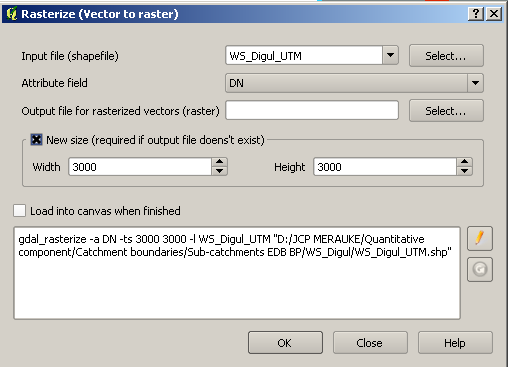 Rasterize (Vector to raster)
Input file (shapefile) WS_Digul_UTM Select...
Attribute field DN
Output file for rasterized vectors (raster) Select...
New size (required if output file doens't exist)
Width 3000 Height 3000
Load into canvas when finished
gdal_rasterize -a DN -ts 3000 3000 -l WS_Digul_UTM "D:/JCP MERAUKE/Quantitative
component/Catchment boundaries/Sub-catchments EDB BP/WS_Digul/WS_Digul_UTM.shp"
OK Close Help